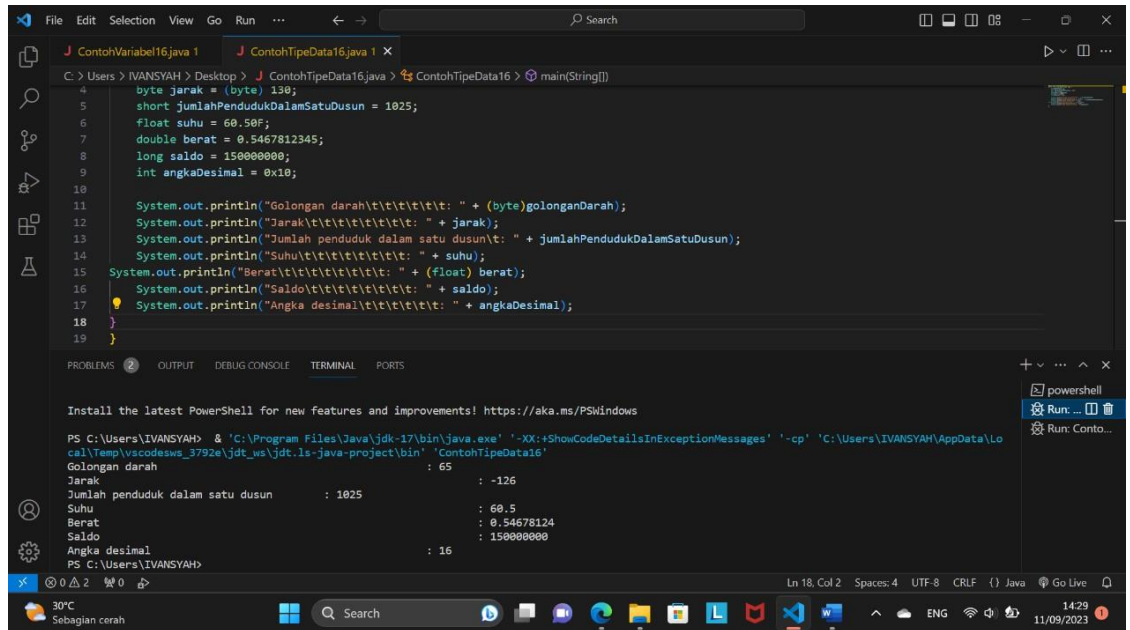 File Edit Selection View Go Run ··· ← → Search
J ContohVariabel16.java 1 J ContohTipeData16.java 1 ×
C: > Users > IVANSYAH > Desktop > J ContohTipeData16.java > ContohTipeData16 > main(String[])
4 byte jarak = (byte) 130;
5 short jumlahPendudukDalamSatuDusun = 1025;
6 float suhu = 60.50F;
7 double berat = 0.5467812345;
8 long saldo = 150000000;
9 int angkaDesimal = 0x10;
10
11 System.out.println("Golongan darah\t\t\t\t\t\t: " + (byte)golonganDarah);
12 System.out.println("Jarak\t\t\t\t\t\t\t\t: " + jarak);
13 System.out.println("Jumlah penduduk dalam satu dusun\t: " + jumlahPendudukDalamSatuDusun);
14 System.out.println("Suhu\t\t\t\t\t\t\t\t: " + suhu);
15 System.out.println("Berat\t\t\t\t\t\t\t\t: " + (float) berat);
16 System.out.println("Saldo\t\t\t\t\t\t\t\t: " + saldo);
17 System.out.println("Angka desimal\t\t\t\t\t\t: " + angkaDesimal);
18 }
19 }
PROBLEMS 2 OUTPUT DEBUG CONSOLE TERMINAL PORTS
powershell
Run: ...
Run: Conto...
Install the latest PowerShell for new features and improvements! https://aka.ms/PSWindows
PS C:\Users\IVANSYAH> & 'C:\Program Files\Java\jdk-17\bin\java.exe' '-XX:+ShowCodeDetailsInExceptionMessages' '-cp' 'C:\Users\IVANSYAH\AppData\Lo
cal\Temp\vscodesws_3792e\jdt_ws\jdt.ls-java-project\bin' 'ContohTipeData16'
Golongan darah : 65
Jarak : -126
Jumlah penduduk dalam satu dusun : 1025
Suhu : 60.5
Berat : 0.54678124
Saldo : 150000000
Angka desimal : 16
PS C:\Users\IVANSYAH>
0 2 0 Ln 18, Col 2 Spaces: 4 UTF-8 CRLF {} Java Go Live
30°C Search ENG 14:29
Sebagian cerah 11/09/2023 1